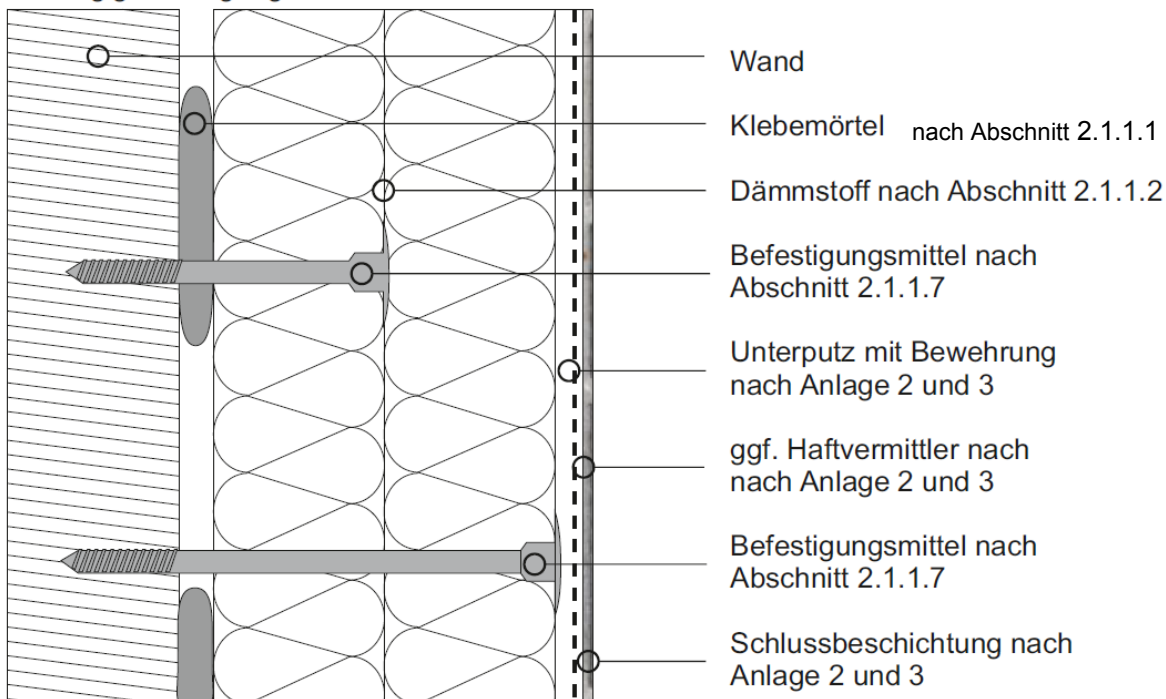 Wand
Klebemörtel nach Abschnitt 2.1.1.1
Dämmstoff nach Abschnitt 2.1.1.2
Befestigungsmittel nach
Abschnitt 2.1.1.7
Unterputz mit Bewehrung
nach Anlage 2 und 3
ggf. Haftvermittler nach
nach Anlage 2 und 3
Befestigungsmittel nach
Abschnitt 2.1.1.7
Schlussbeschichtung nach
Anlage 2 und 3